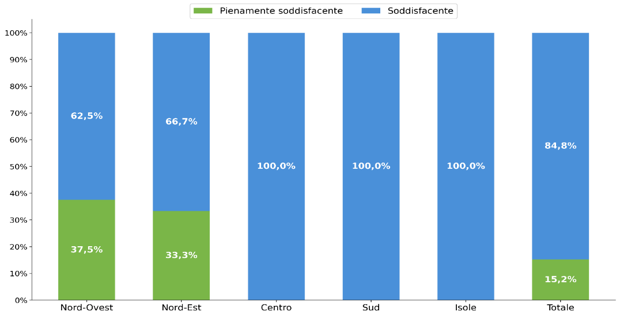 Pienamente soddisfacente Soddisfacente
100%
90%
80%
70%
60%
50%
40%
30%
20%
10%
0%
62,5% 66,7% 100,0% 100,0% 100,0% 84,8%
37,5% 33,3% 15,2%
Nord-Ovest Nord-Est Centro Sud Isole Totale